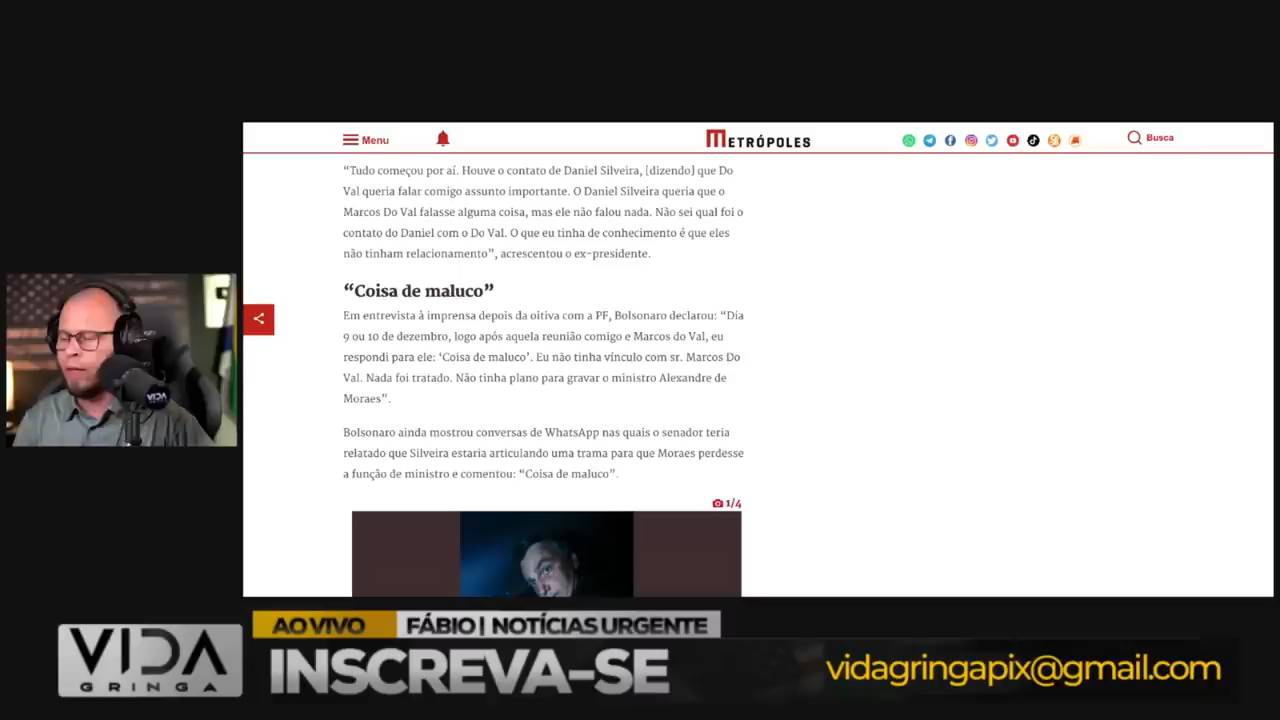 Menu
METRÓPOLES
Busca
“Tudo começou por aí. Houve o contato de Daniel Silveira, [dizendo] que Do
Val queria falar comigo assunto importante. O Daniel Silveira queria que o
Marcos Do Val falasse alguma coisa, mas ele não falou nada. Não sei qual foi o
contato do Daniel com o Do Val. O que eu tinha de conhecimento é que eles
não tinham relacionamento”, acrescentou o ex-presidente.
“Coisa de maluco”
Em entrevista à imprensa depois da oitiva com a PF, Bolsonaro declarou: “Dia
9 ou 10 de dezembro, logo após aquela reunião comigo e Marcos do Val, eu
respondi para ele: ‘Coisa de maluco’. Eu não tinha vínculo com sr. Marcos Do
Val. Nada foi tratado. Não tinha plano para gravar o ministro Alexandre de
Moraes”.
Bolsonaro ainda mostrou conversas de WhatsApp nas quais o senador teria
relatado que Silveira estaria articulando uma trama para que Moraes perdesse
a função de ministro e comentou: “Coisa de maluco”.
1/4
VIDA
AO VIVO FÁBIO | NOTÍCIAS URGENTE
VIDA
GRINGA
INSCREVA-SE
vidagringapix@gmail.com